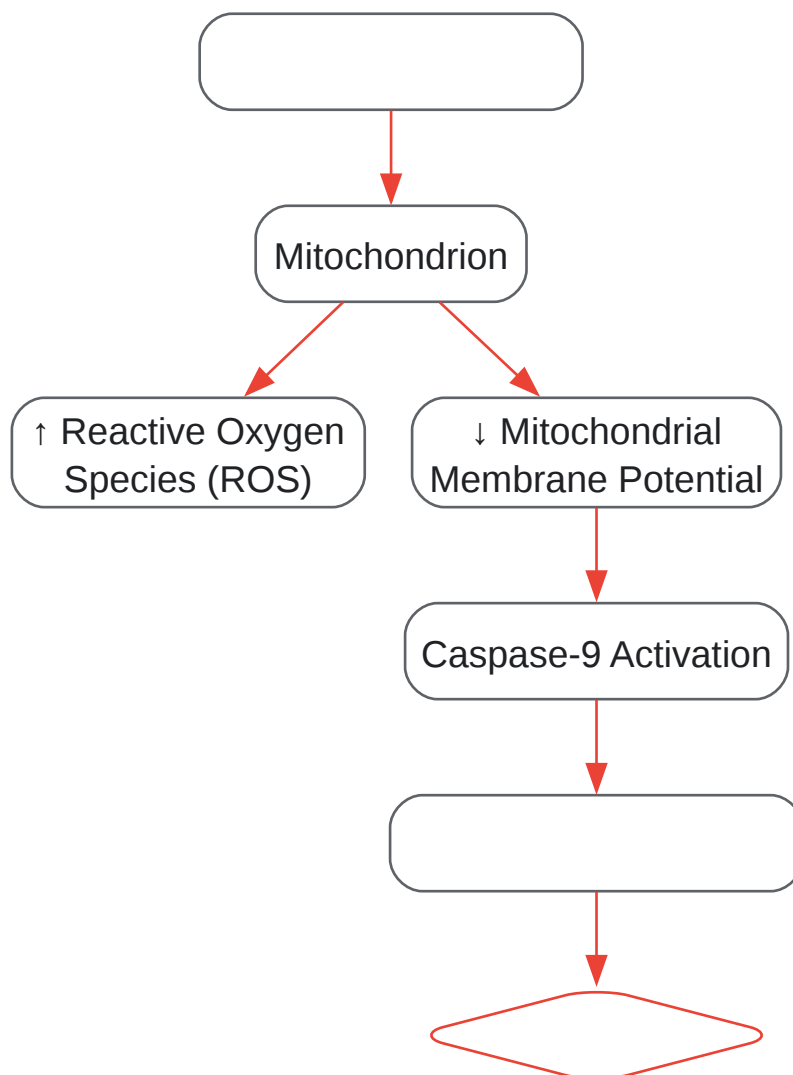 Mitochondrion
↑ Reactive Oxygen
Species (ROS)
↓ Mitochondrial
Membrane Potential
Caspase-9 Activation